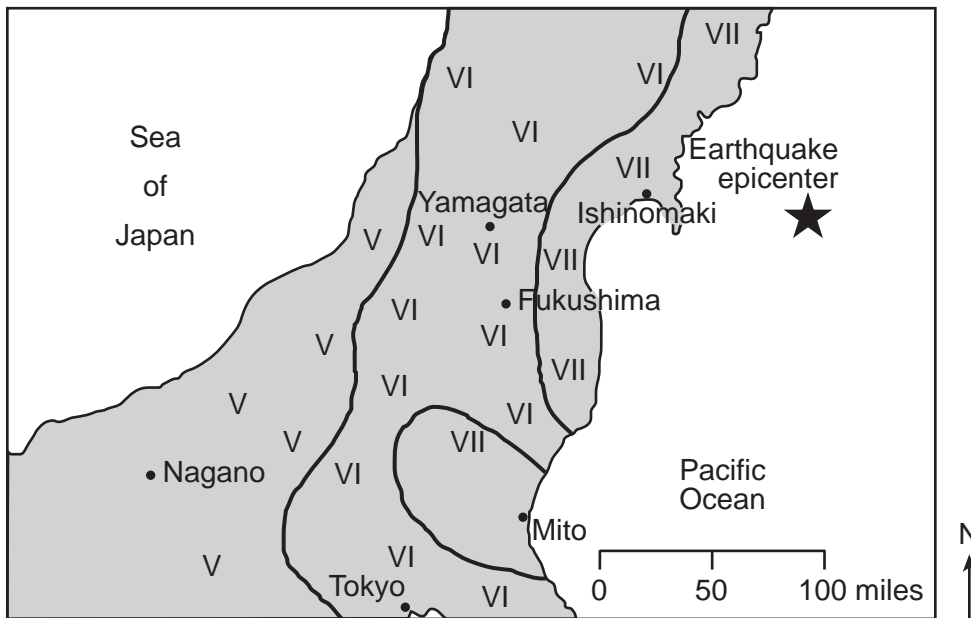 VII
VI
VI
Sea
of
Japan
VI
VII
Earthquake
epicenter
Yamagata
Ishinomaki
V
VI
VI
VII
VI
Fukushima
V
VI
VII
VI
V
VI
V
VII
Nagano
VI
Pacific
Ocean
Mito
N
VI
V
Tokyo
VI
0 50 100 miles